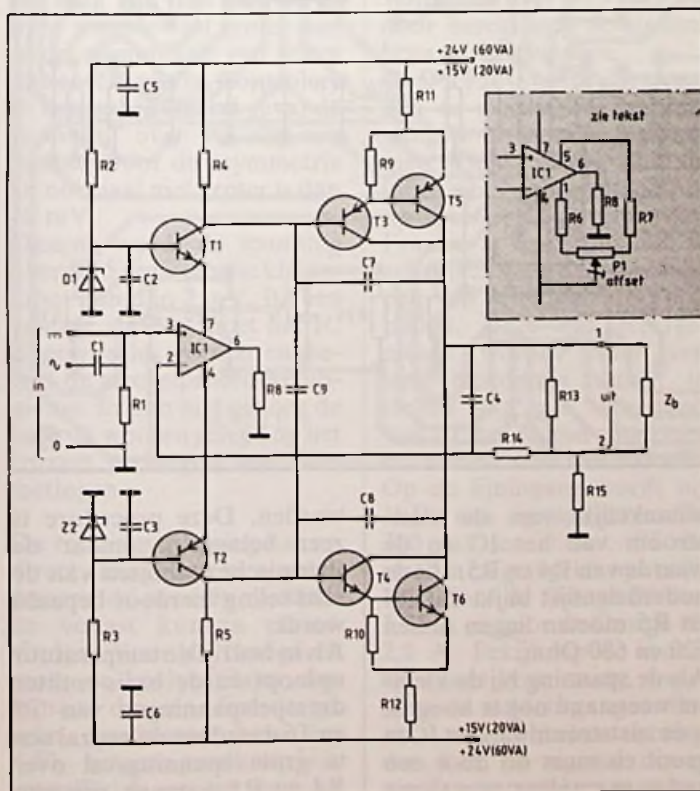 +24V (60VA)
+15V (20VA)
C5
R11
zie tekst
R2
R4
R9
T5
3
7
5
IC1
6
4
1
R6
R8
R7
T1
T3
P1
offset
D1
C2
C7
C1
3
7
IC1
6
2
4
in
R1
R8
C9
C4
1
R13
uit
Zb
0
R14
2
R15
Z2
C3
C8
T2
T4
T6
R3
R5
R10
C6
R12
+15V(20VA)
+24V(60VA)